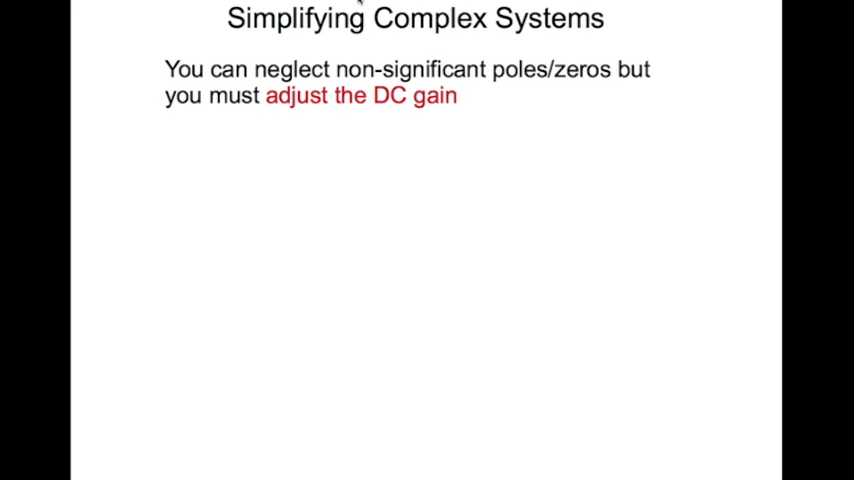 Simplifying Complex Systems
You can neglect non-significant poles/zeros but
you must adjust the DC gain